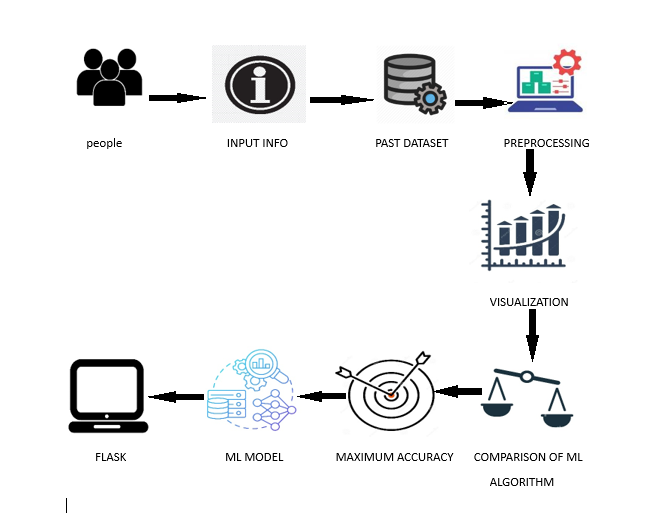 people
INPUT INFO
PAST DATASET
PREPROCESSING
VISUALIZATION
FLASK
ML MODEL
MAXIMUM ACCURACY
COMPARISON OF ML
ALGORITHM